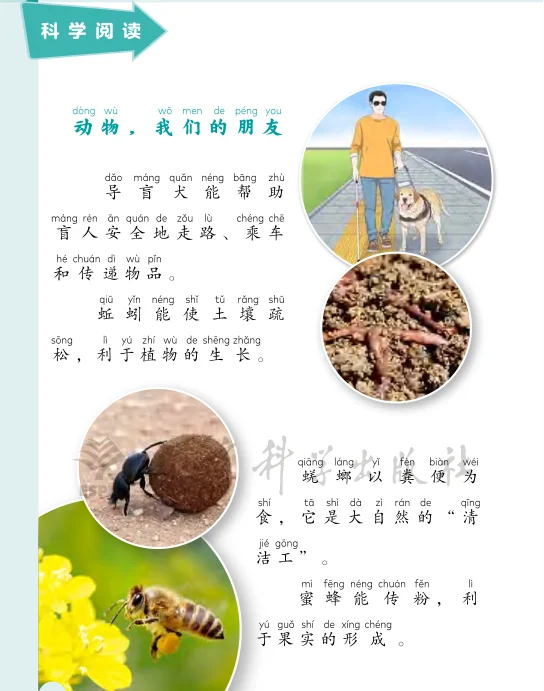 科学阅读
dòng wù wǒ men de péng you
动物，我们的朋友
dǎo máng quǎn néng bāng zhù
导盲犬能帮助
máng rén ān quán de zǒu lù chéng chē
盲人安全地走路、乘车
hé chuán dì wù pǐn
和传递物品。
qiū yǐn néng shǐ tǔ rǎng shū
蚯蚓能使土壤疏
sōng lì yú zhí wù de shēng zhǎng
松，利于植物的生长。
科学出版社
qiāng láng yǐ fèn biàn wéi
蜣螂以粪便为
shí tā shì dà zì rán de qīng
食，它是大自然的“清
jié gōng
洁工”。
mì fēng néng chuán fěn lì
蜜蜂能传粉，利
yú guǒ shí de xíng chéng
于果实的形成。